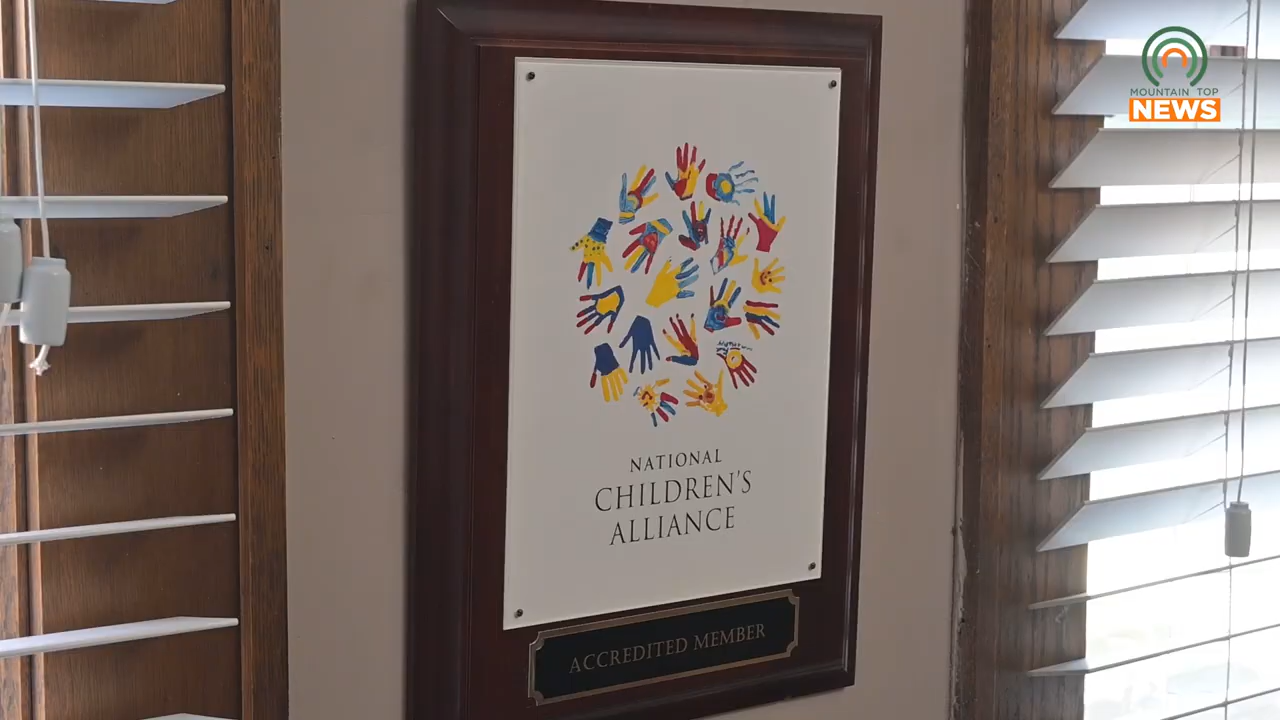 MOUNTAIN TOP
NEWS
NATIONAL
CHILDREN'S
ALLIANCE
ACCREDITED MEMBER